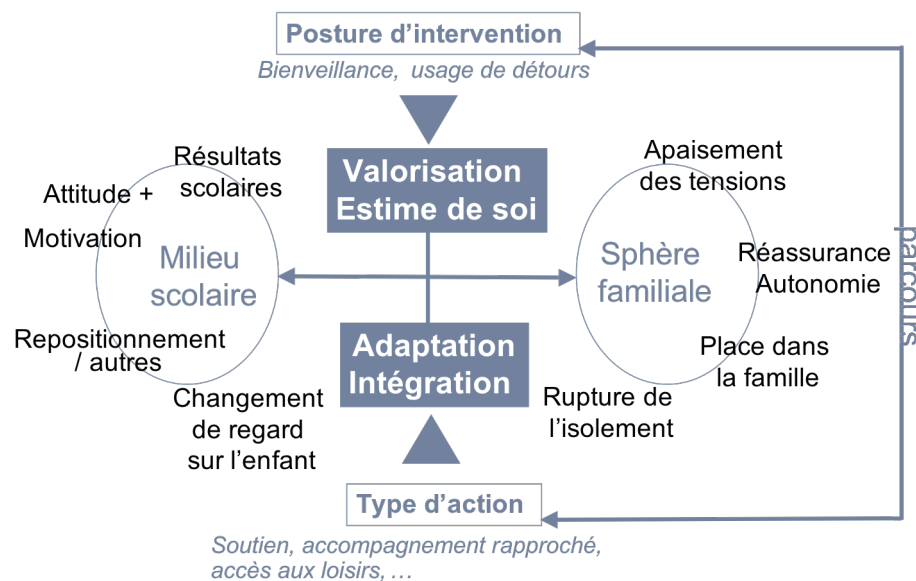 Posture d’intervention
Bienveillance, usage de détours
Valorisation
Estime de soi
Résultats
scolaires
Attitude +
Motivation
Milieu
scolaire
Repositionnement
/ autres
Changement
de regard
sur l’enfant
Apaisement
des tensions
Sphère
familiale
Réassurance
Autonomie
Place dans
la famille
Rupture de
l’isolement
parcours
Adaptation
Intégration
Type d’action
Soutien, accompagnement rapproché,
accès aux loisirs, …